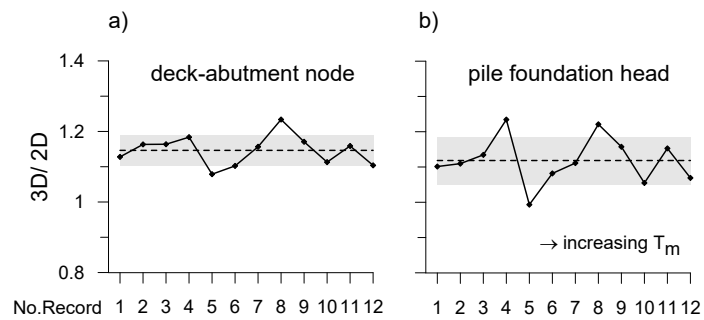 a)
b)
deck-abutment node
pile foundation head
3D/ 2D
1.4
1.2
1
0.8
→ increasing Tm
No.Record 1 2 3 4 5 6 7 8 9 10 11 12
1 2 3 4 5 6 7 8 9 10 11 12